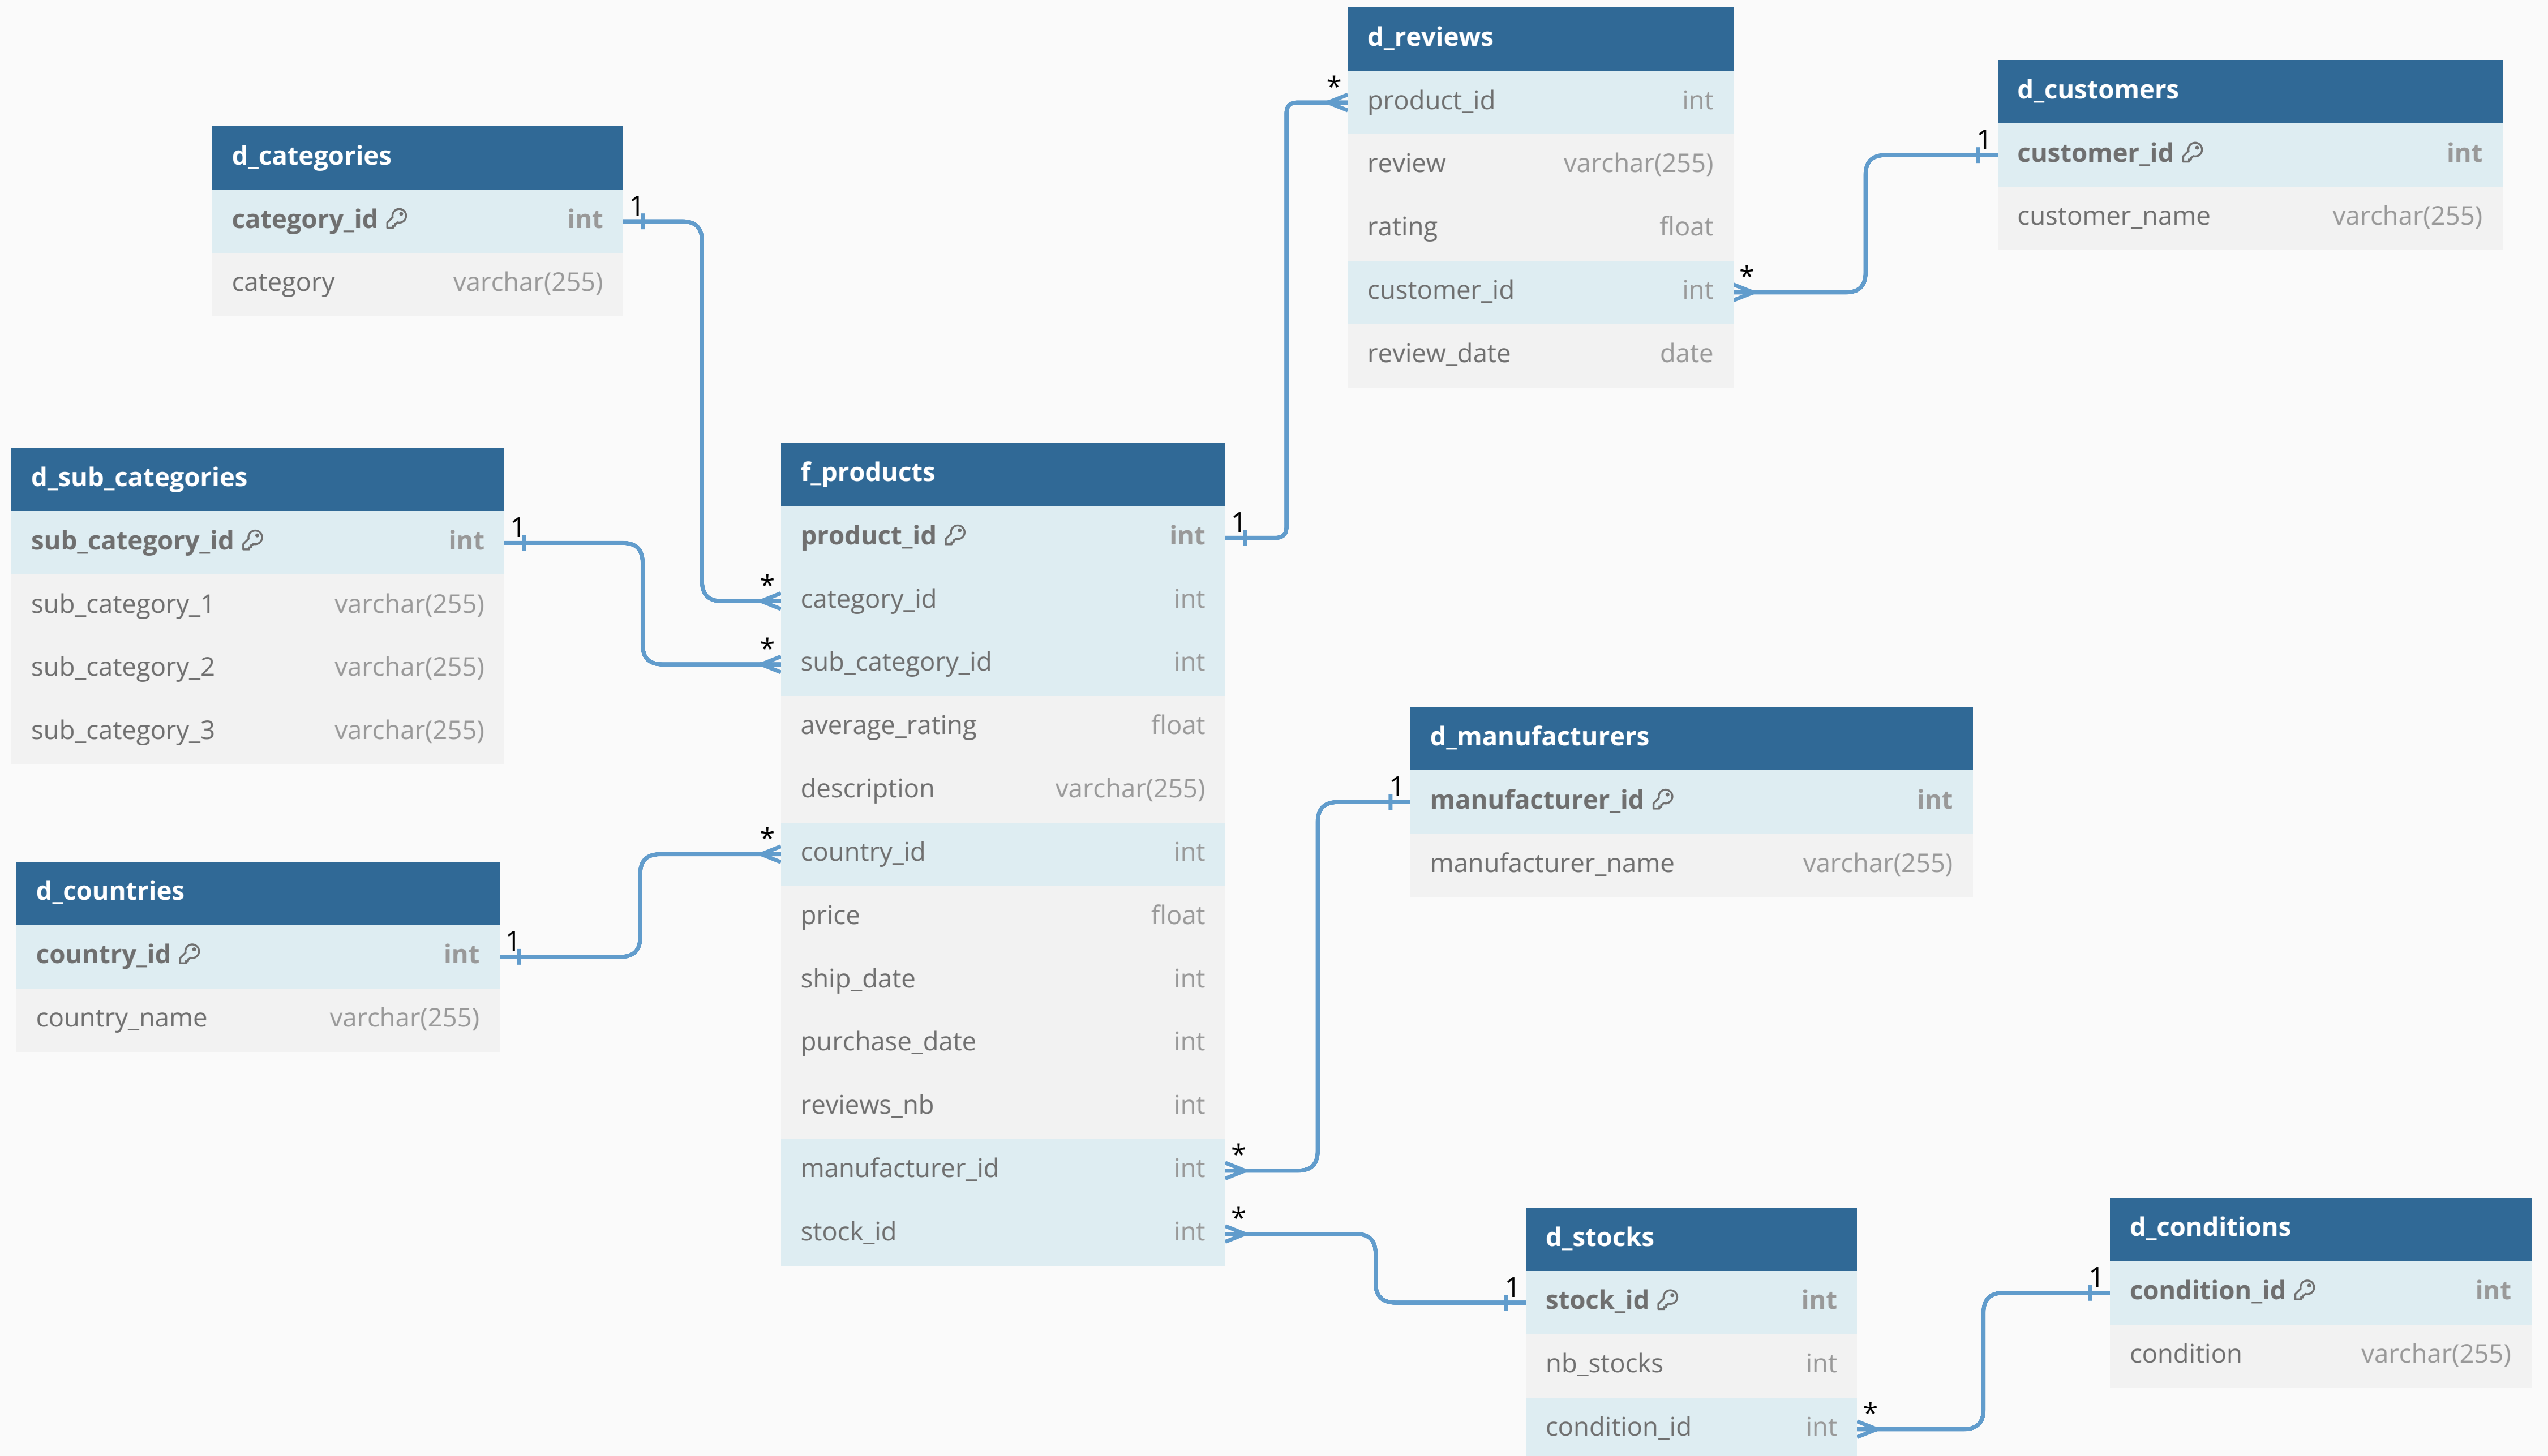 d_reviews
* product_id int
review varchar(255)
rating float
customer_id int *
review_date date
d_customers
1 customer_id int
customer_name varchar(255)
d_categories
category_id int 1
category varchar(255)
d_sub_categories
sub_category_id int 1
sub_category_1 varchar(255)
sub_category_2 varchar(255)
sub_category_3 varchar(255)
f_products
product_id int 1
* category_id int
* sub_category_id int
average_rating float
description varchar(255)
* country_id int
price float
ship_date int
purchase_date int
reviews_nb int
manufacturer_id int *
stock_id int *
d_countries
country_id int 1
country_name varchar(255)
d_manufacturers
1 manufacturer_id int
manufacturer_name varchar(255)
d_stocks
1 stock_id int
nb_stocks int
condition_id int *
d_conditions
1 condition_id int
condition varchar(255)